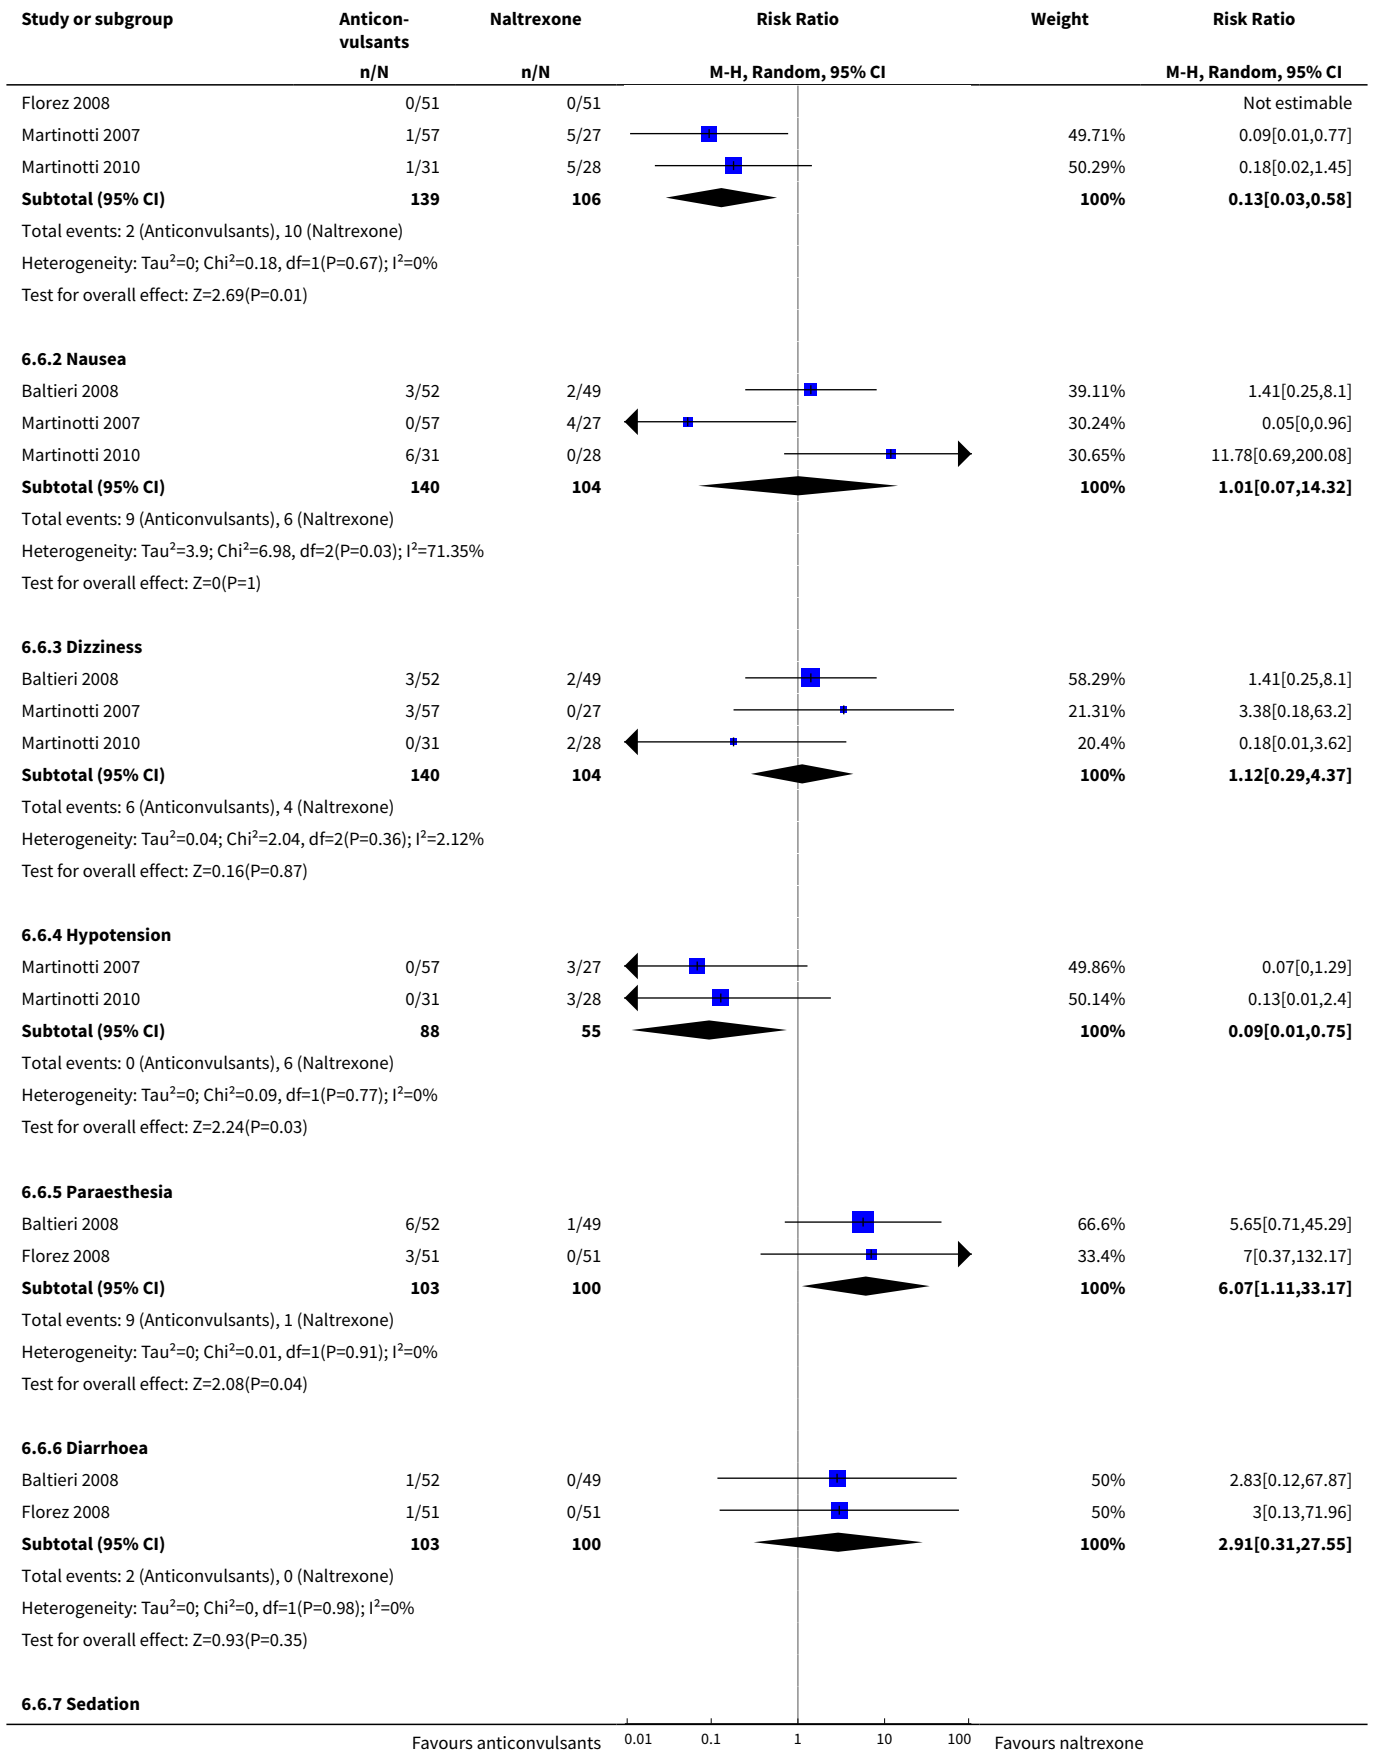 Study or subgroup Anticon-vulsants Naltrexone Risk Ratio Weight Risk Ratio
n/N n/N M-H, Random, 95% CI M-H, Random, 95% CI
Florez 2008 0/51 0/51 Not estimable
Martinotti 2007 1/57 5/27 49.71% 0.09[0.01,0.77]
Martinotti 2010 1/31 5/28 50.29% 0.18[0.02,1.45]
Subtotal (95% CI) 139 106 100% 0.13[0.03,0.58]
Total events: 2 (Anticonvulsants), 10 (Naltrexone)
Heterogeneity: Tau²=0; Chi²=0.18, df=1(P=0.67); I²=0%
Test for overall effect: Z=2.69(P=0.01)
6.6.2 Nausea
Baltieri 2008 3/52 2/49 39.11% 1.41[0.25,8.1]
Martinotti 2007 0/57 4/27 30.24% 0.05[0,0.96]
Martinotti 2010 6/31 0/28 30.65% 11.78[0.69,200.08]
Subtotal (95% CI) 140 104 100% 1.01[0.07,14.32]
Total events: 9 (Anticonvulsants), 6 (Naltrexone)
Heterogeneity: Tau²=3.9; Chi²=6.98, df=2(P=0.03); I²=71.35%
Test for overall effect: Z=0(P=1)
6.6.3 Dizziness
Baltieri 2008 3/52 2/49 58.29% 1.41[0.25,8.1]
Martinotti 2007 3/57 0/27 21.31% 3.38[0.18,63.2]
Martinotti 2010 0/31 2/28 20.4% 0.18[0.01,3.62]
Subtotal (95% CI) 140 104 100% 1.12[0.29,4.37]
Total events: 6 (Anticonvulsants), 4 (Naltrexone)
Heterogeneity: Tau²=0.04; Chi²=2.04, df=2(P=0.36); I²=2.12%
Test for overall effect: Z=0.16(P=0.87)
6.6.4 Hypotension
Martinotti 2007 0/57 3/27 49.86% 0.07[0,1.29]
Martinotti 2010 0/31 3/28 50.14% 0.13[0.01,2.4]
Subtotal (95% CI) 88 55 100% 0.09[0.01,0.75]
Total events: 0 (Anticonvulsants), 6 (Naltrexone)
Heterogeneity: Tau²=0; Chi²=0.09, df=1(P=0.77); I²=0%
Test for overall effect: Z=2.24(P=0.03)
6.6.5 Paraesthesia
Baltieri 2008 6/52 1/49 66.6% 5.65[0.71,45.29]
Florez 2008 3/51 0/51 33.4% 7[0.37,132.17]
Subtotal (95% CI) 103 100 100% 6.07[1.11,33.17]
Total events: 9 (Anticonvulsants), 1 (Naltrexone)
Heterogeneity: Tau²=0; Chi²=0.01, df=1(P=0.91); I²=0%
Test for overall effect: Z=2.08(P=0.04)
6.6.6 Diarrhoea
Baltieri 2008 1/52 0/49 50% 2.83[0.12,67.87]
Florez 2008 1/51 0/51 50% 3[0.13,71.96]
Subtotal (95% CI) 103 100 100% 2.91[0.31,27.55]
Total events: 2 (Anticonvulsants), 0 (Naltrexone)
Heterogeneity: Tau²=0; Chi²=0, df=1(P=0.98); I²=0%
Test for overall effect: Z=0.93(P=0.35)
6.6.7 Sedation
Favours anticonvulsants 0.01 0.1 1 10 100 Favours naltrexone